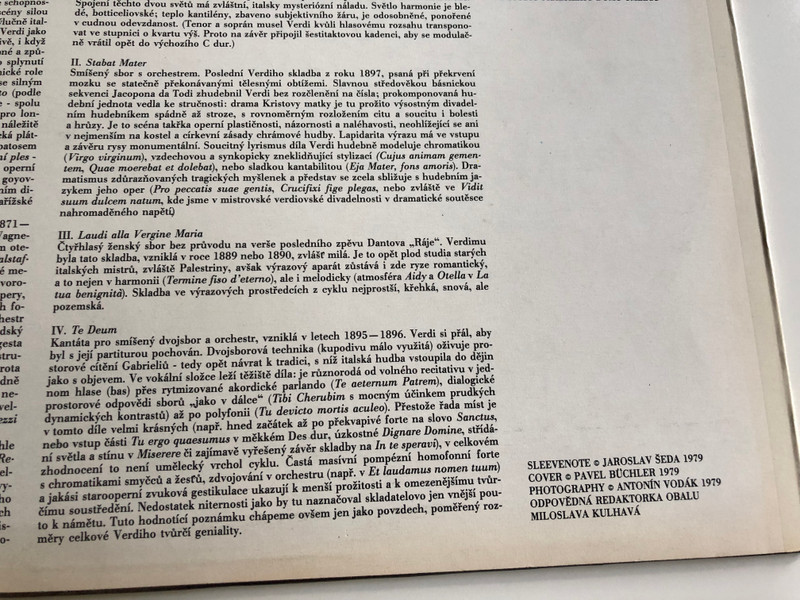 Spojení těchto dvou světů má zvláštní, italsky mysteriózní náladu. Světlo harmonie je ble-
dé, botticeliovské; teplo kantilény, zbaveno subjektivního žáru, je odosobněné, ponořené
v cudnou odevzdanost. (Tenor a soprán musel Verdi kvůli hlasovému rozsahu transpono-
vat ve stupnici o kvartu výš. Proto na závěr připojil šestitaktovou kadenci, aby se modulač-
ně vrátil opět do výchozího C dur.)
II. Stabat Mater
Smíšený sbor s orchestrem. Poslední Verdiho skladba z roku 1897, psaná při překrvení
mozku se statečně překonávanými tělesnými obtížemi. Slavnou středověkou básnickou
sekvenci Jacopona da Todi zhudebnil Verdi bez rozčlenění na čísla; prokomponovaná hu-
dební jednota vedla ke stručnosti: drama Kristovy matky je tu prožito výsostným divadel-
ním hudebníkem spádně až stroze, s rovnoměrným rozložením citu a soucitu i bolesti
a hrůzy. Je to scéna takřka operní plastičnosti, názornosti a naléhavosti, neohlížející se ani
v nejmenším na kostel a církevní zásady chrámové hudby. Lapidarita výrazu má ve vstupu
a závěru rysy monumentální. Soucitný lyrismus díla Verdi hudebně modeluje chromatikou
(Virgo virginum), vzdechovou a synkopicky zneklidňující stylizací (Cujus animam gemen-
tem, Quae moerebat et dolebat), nebo sladkou kantabilitou (Eja Mater, fons amoris). Dra-
matismus zdůrazňovaných tragických myšlenek a představ se zcela sbližuje s hudebním ja-
zykem jeho oper (Pro peccatis suae gentis, Crucifixi fige plegas, nebo zvláště ve Vidit
suum dulcem natum, kde jsme v mistrovské verdiovské divadelnosti v dramatické soutěsce
nahromaděného napětí)
III. Laudi alla Vergine Maria
Čtyřhlasý ženský sbor bez průvodu na verše posledního zpěvu Dantova „Ráje“. Verdimu
byla tato skladba, vzniklá v roce 1889 nebo 1890, zvlášť milá. Je to opět plod studia starých
italských mistrů, zvláště Palestriny, avšak výrazový aparát zůstává i zde ryze romantický,
a to nejen v harmonii (Termine fiso d'eterno), ale i melodicky (atmosféra Aidy a Otella v La
tua benignità). Skladba ve výrazových prostředcích z cyklu nejprostší, křehká, snová, ale
pozemská.
IV. Te Deum
Kantáta pro smíšený dvojsbor a orchestr, vzniklá v letech 1895—1896. Verdi si přál, aby
byl s její partiturou pochován. Dvojsborová technika (kupodivu málo využitá) oživuje pro-
storové cítění Gabrieliů - tedy opět návrat k tradici, s níž italská hudba vstoupila do dějin
jako s objevem. Ve vokální složce leží těžiště díla: je různorodá od volného recitativu v jed-
nom hlase (bas) přes rytmizované akordické parlando (Te aeternum Patrem), dialogické
prostorové odpovědi sborů „jako v dálce“ (Tibi Cherubim s mocným účinkem prudkých
dynamických kontrastů) až po polyfonii (Tu devicto mortis aculeo). Přestože řada míst je
v tomto díle velmi krásných (např. hned začátek až po překvapivé forte na slovo Sanctus,
nebo vstup části Tu ergo quaesumus v měkkém Des dur, úzkostné Dignare Domine, střídá-
ní světla a stínu v Miserere či zajímavě vyřešený závěr skladby na In te speravi), v celkovém
zhodnocení to není umělecký vrchol cyklu. Častá masívní pompézní homofonní forte
s chromatikami smyčců a žesťů, zdvojování v orchestru (např. v Et laudamus nomen tuum)
a jakási starooperní zvuková gestikulace ukazují k menší prožitosti a k omezenějšímu tvůr-
čímu soustředění. Nedostatek niternosti jako by tu naznačoval skladatelovo jen vnější pou-
to k námětu. Tuto hodnotící poznámku chápeme ovšem jen jako povzdech, poměřený roz-
měry celkové Verdiho tvůrčí geniality.
SLEEVENOTE © JAROSLAV ŠEDA 1979
COVER © PAVEL BÜCHLER 1979
PHOTOGRAPHY © ANTONÍN VODÁK 1979
ODPOVĚDNÁ REDAKTORKA OBALU
MILOSLAVA KULHAVÁ